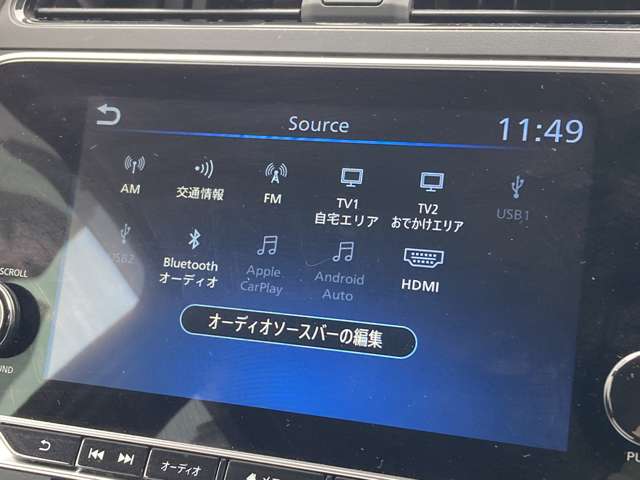 Source
11:49
AM
交通情報
FM
TV1
自宅エリア
TV2
おでかけエリア
USB1
USB2
Bluetooth
オーディオ
Apple
CarPlay
Android
Auto
HDMI
オーディオソースバーの編集
SCROLL
オーディオ